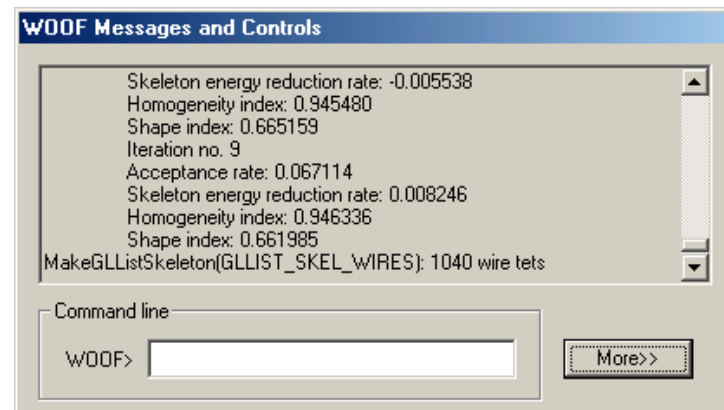 WOOF Messages and Controls
Skeleton energy reduction rate: -0.005538
Homogeneity index: 0.945480
Shape index: 0.665159
Iteration no. 9
Acceptance rate: 0.067114
Skeleton energy reduction rate: 0.008246
Homogeneity index: 0.946336
Shape index: 0.661985
MakeGLListSkeleton(GLLIST_SKEL_WIRES): 1040 wire tets
Command line
WOOF>
More>>